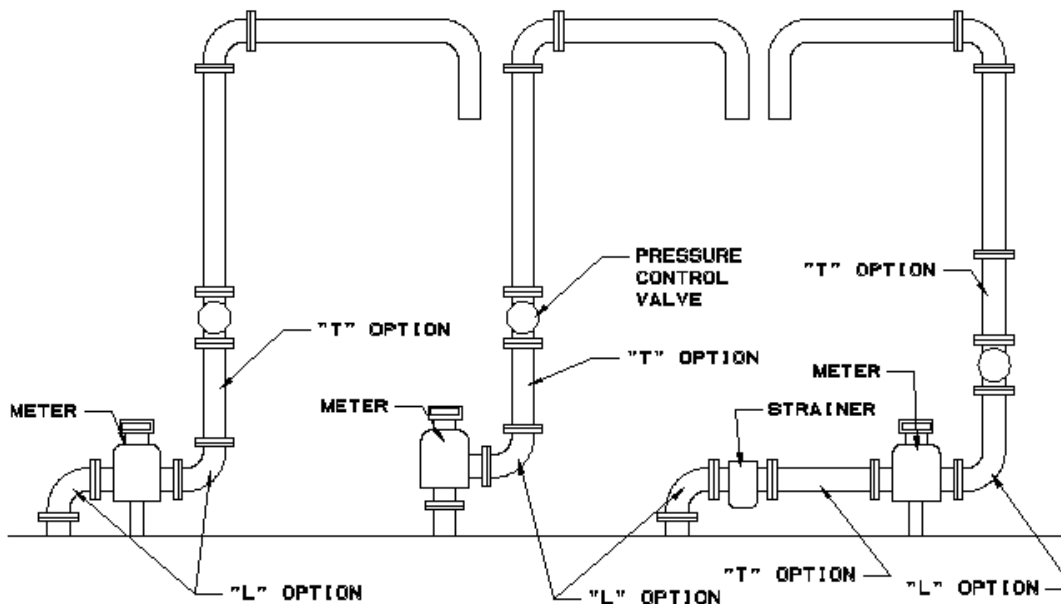 PRESSURE
CONTROL
VALVE
"T" OPTION
"T" OPTION
"T" OPTION
METER
METER
METER
STRAINER
"T" OPTION
"L" OPTION
"L" OPTION
"L" OPTION